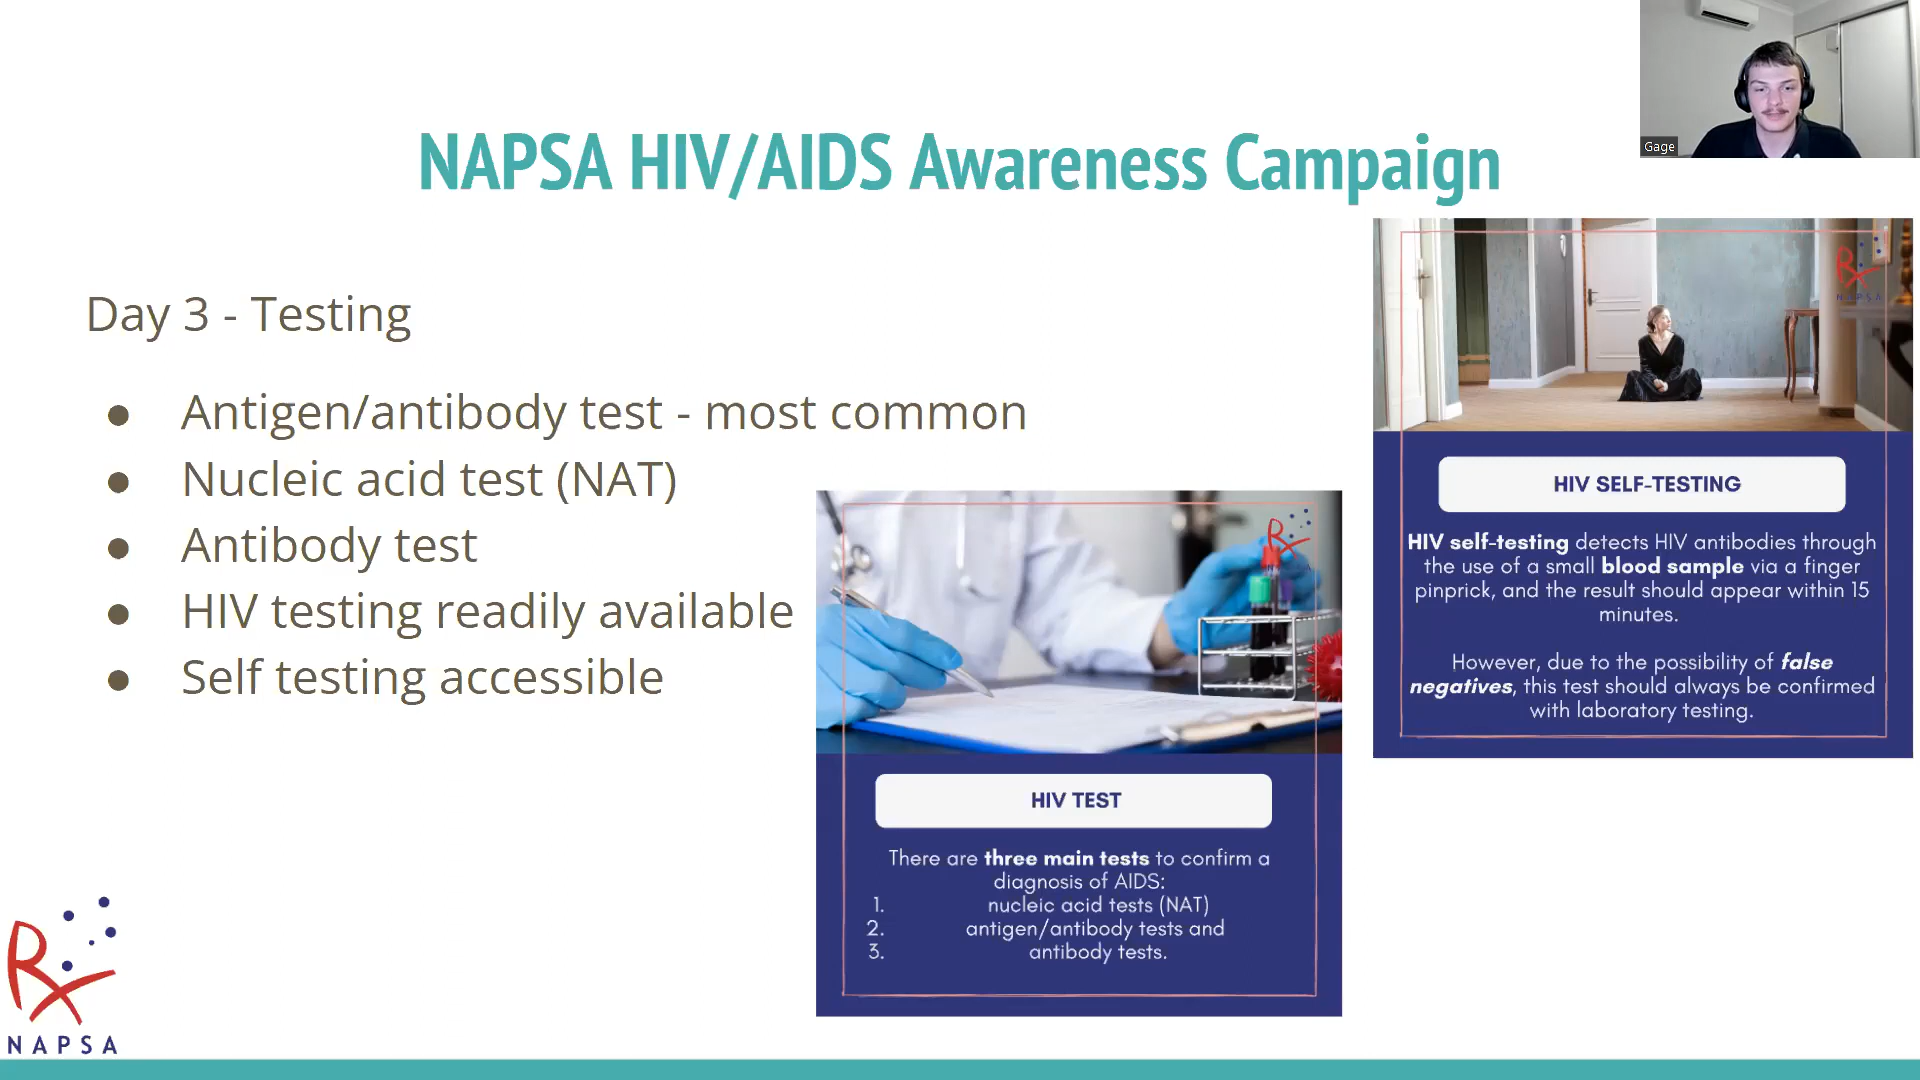 Gage
NAPSA HIV/AIDS Awareness Campaign
Day 3 - Testing
● Antigen/antibody test - most common
● Nucleic acid test (NAT)
● Antibody test
● HIV testing readily available
● Self testing accessible
Rx
HIV TEST
There are three main tests to confirm a
diagnosis of AIDS:
1. nucleic acid tests (NAT)
2. antigen/antibody tests and
3. antibody tests.
Rx
NAPSA
HIV SELF-TESTING
HIV self-testing detects HIV antibodies through
the use of a small blood sample via a finger
pinprick, and the result should appear within 15
minutes.
However, due to the possibility of false
negatives, this test should always be confirmed
with laboratory testing.
Rx
NAPSA